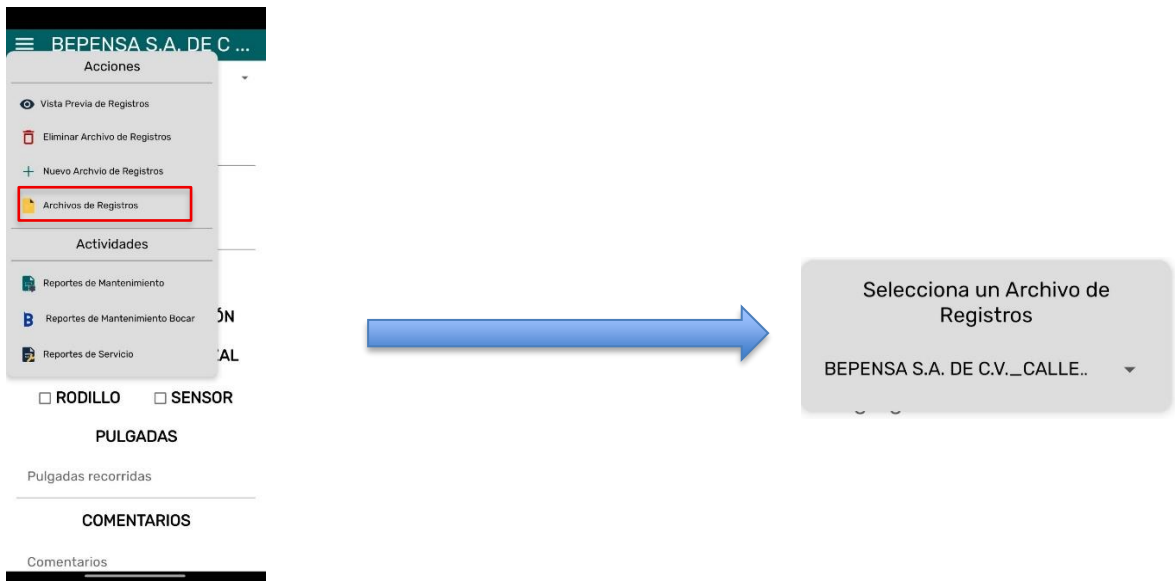 BEPENSA S.A. DE C ...
Acciones
Vista Previa de Registros
Eliminar Archivo de Registros
Nuevo Archvio de Registros
Archivos de Registros
Actividades
Reportes de Mantenimiento
B Reportes de Mantenimiento Bocar
ÓN
Reportes de Servicio
AL
RODILLO SENSOR
PULGADAS
Pulgadas recorridas
COMENTARIOS
Comentarios
Selecciona un Archivo de
Registros
BEPENSA S.A. DE C.V._CALLE..